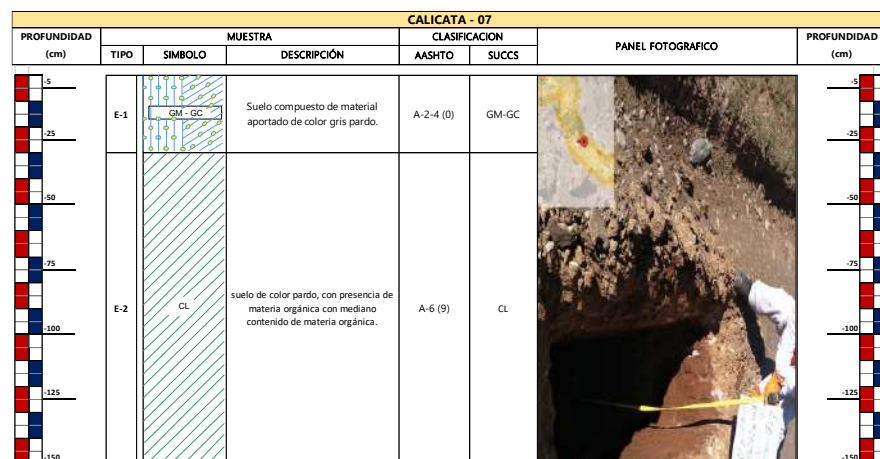 CALICATA - 07
PROFUNDIDAD
(cm)
MUESTRA
TIPO
SIMBOLO
DESCRIPCIÓN
CLASIFICACION
AASHTO
SUCCS
PANEL FOTOGRAFICO
PROFUNDIDAD
(cm)
-5
-25
-50
-75
-100
-125
-150
E-1
GM - GC
Suelo compuesto de material
aportado de color gris pardo.
A-2-4 (0)
GM-GC
E-2
CL
suelo de color pardo, con presencia de
materia orgánica con mediano
contenido de materia orgánica.
A-6 (9)
CL
-5
-25
-50
-75
-100
-125
-150